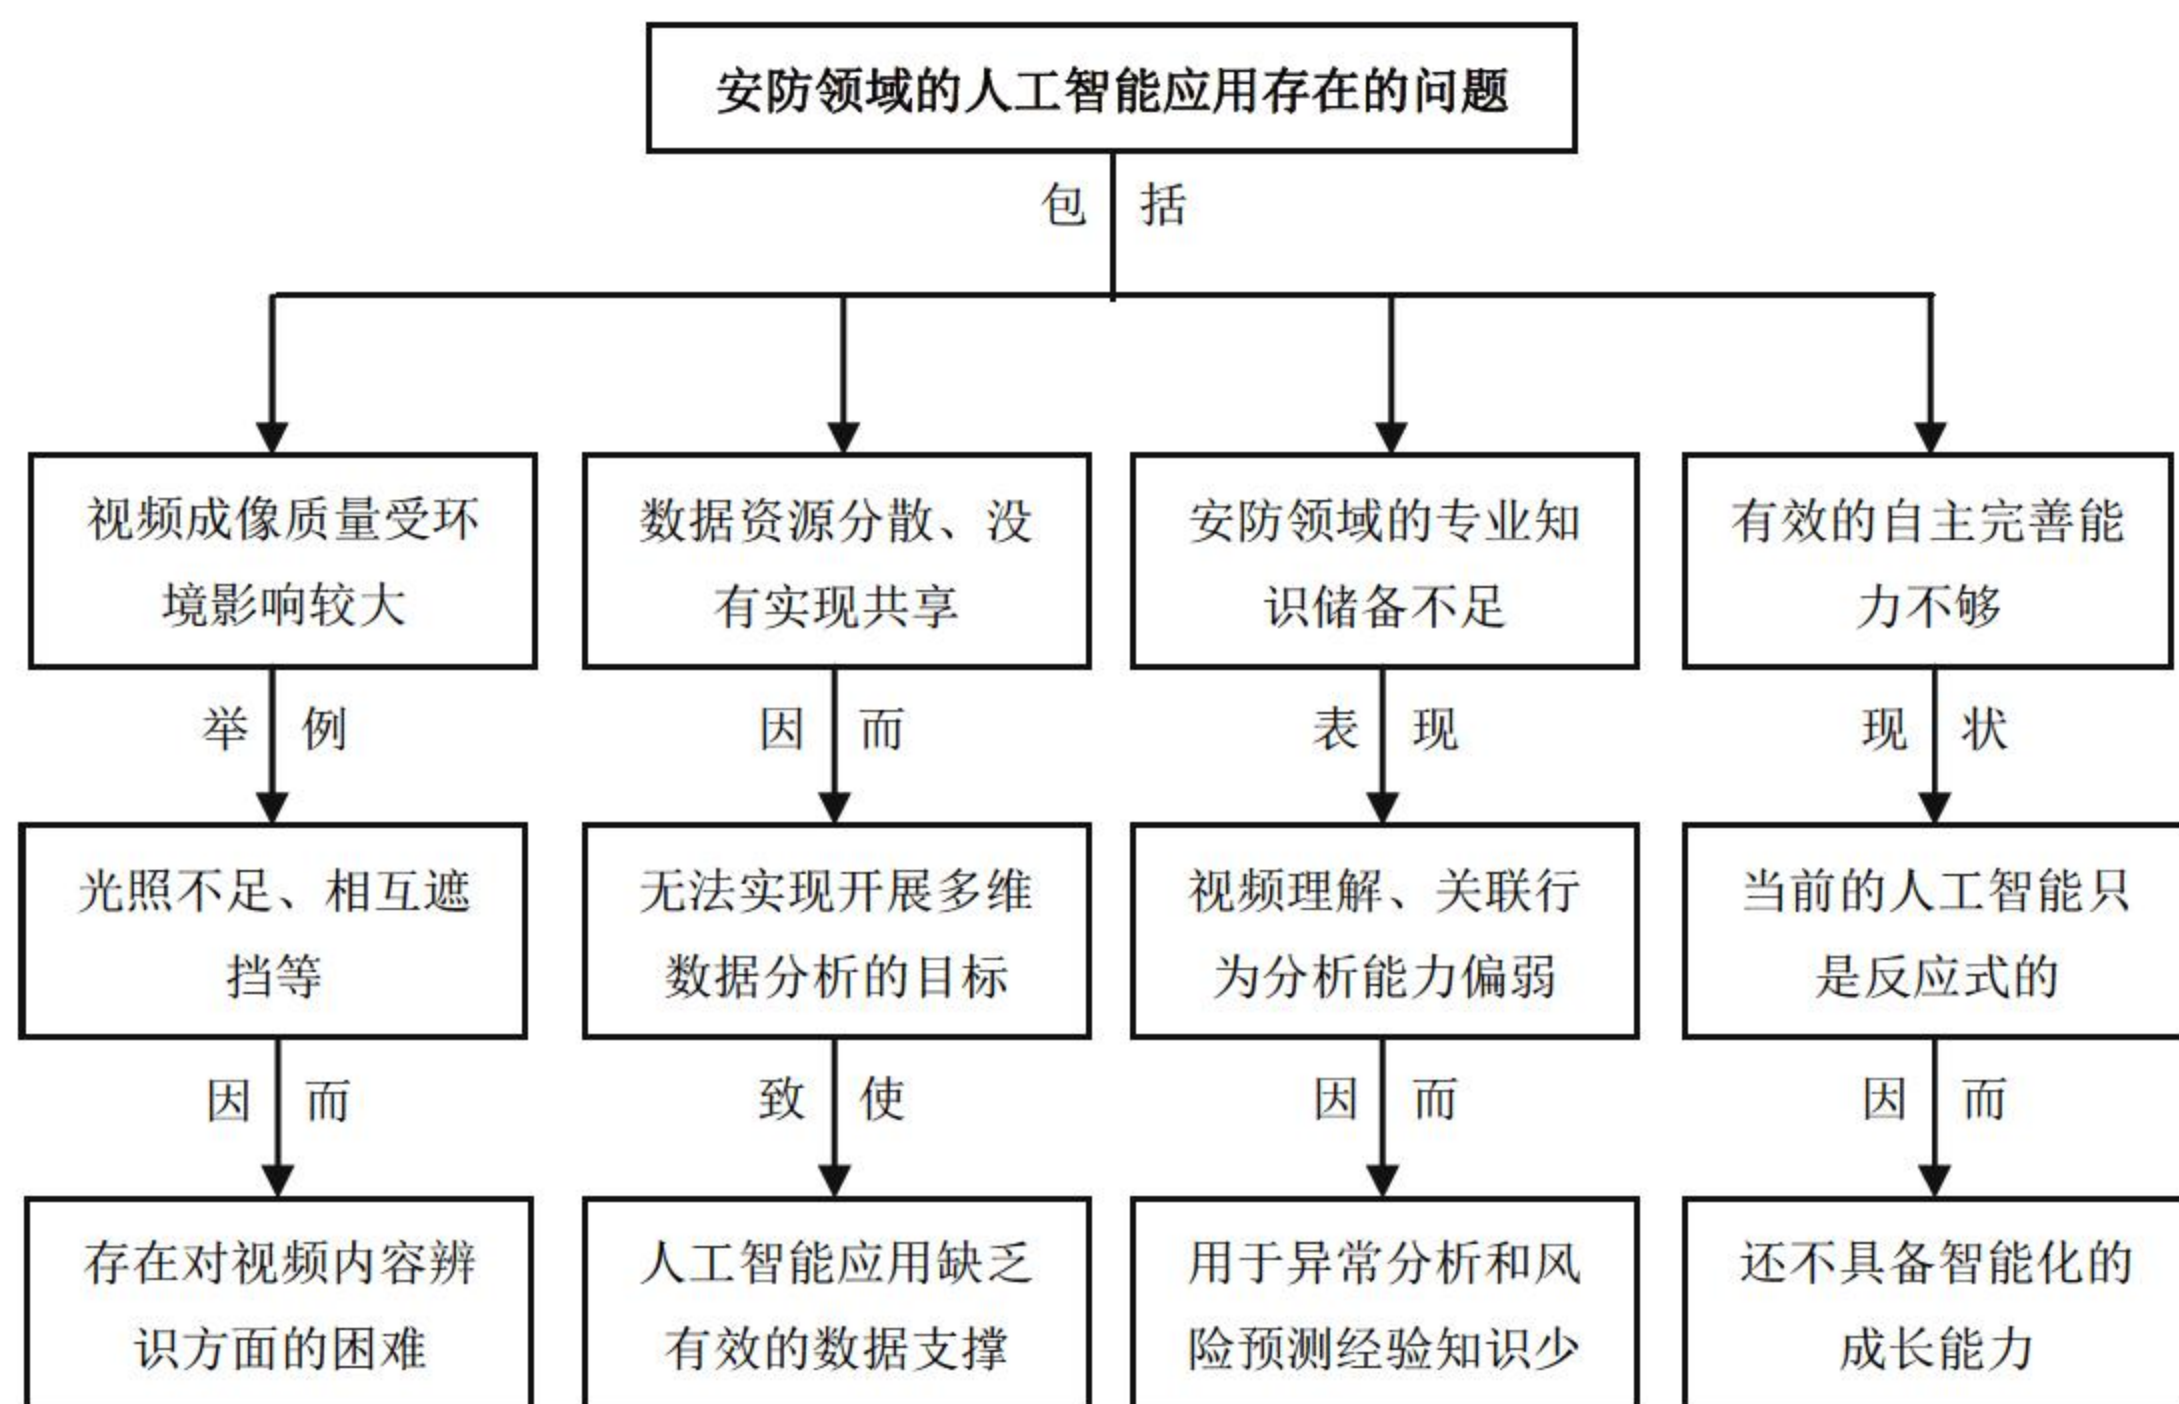 安防领域的人工智能应用存在的问题
包括
视频成像质量受环
境影响较大
数据资源分散、没
有实现共享
安防领域的专业知
识储备不足
有效的自主完善能
力不够
举例
因而
表现
现状
光照不足、相互遮
挡等
无法实现开展多维
数据分析的目标
视频理解、关联行
为分析能力偏弱
当前的人工智能只
是反应式的
因而
致使
因而
因而
存在对视频内容辨
识方面的困难
人工智能应用缺乏
有效的数据支撑
用于异常分析和风
险预测经验知识少
还不具备智能化的
成长能力